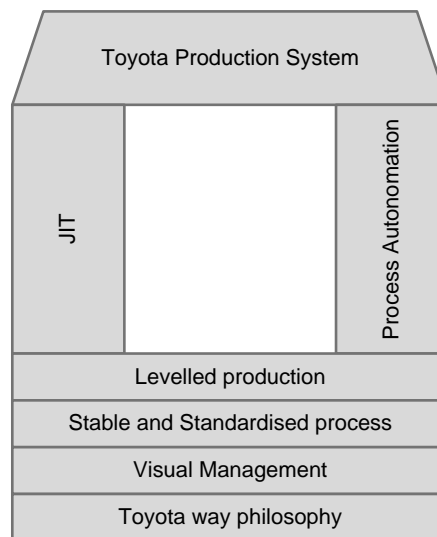 Toyota Production System
JIT
Process Autonomation
Levelled production
Stable and Standardised process
Visual Management
Toyota way philosophy